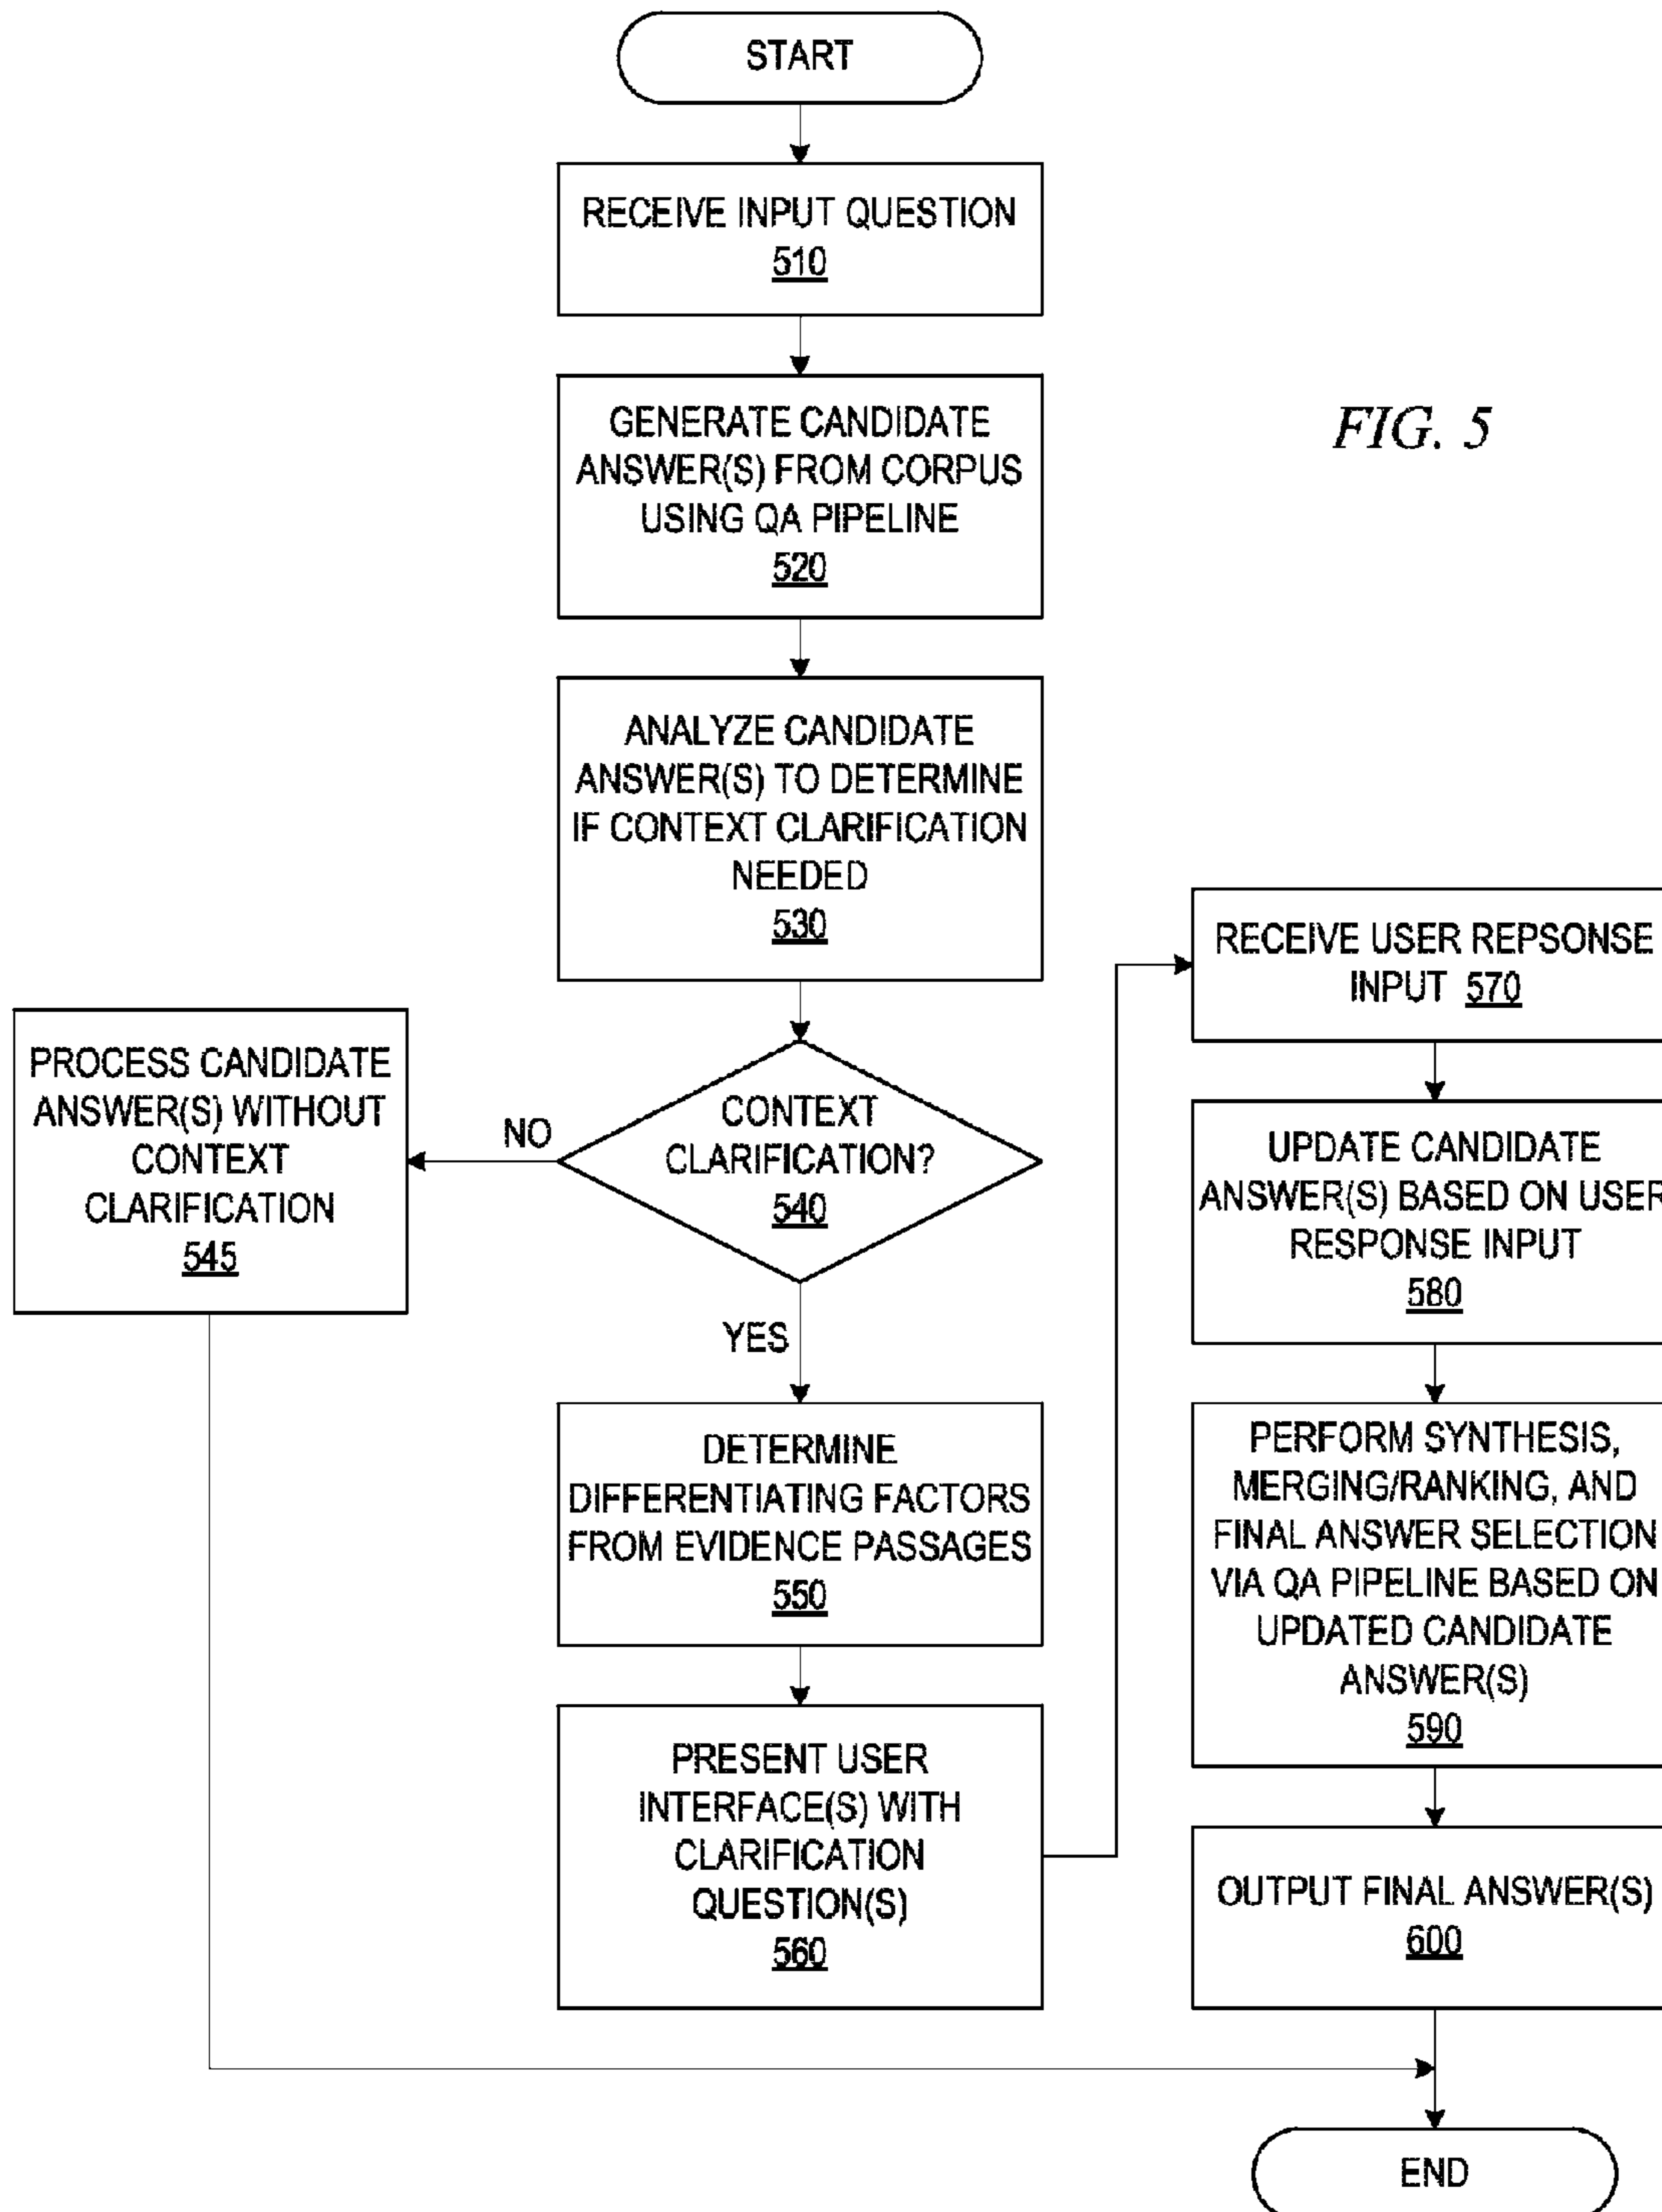 START
RECEIVE INPUT QUESTION
510
GENERATE CANDIDATE
ANSWER(S) FROM CORPUS
USING QA PIPELINE
520
FIG. 5
ANALYZE CANDIDATE
ANSWER(S) TO DETERMINE
IF CONTEXT CLARIFICATION
NEEDED
530
CONTEXT
CLARIFICATION?
540
NO
PROCESS CANDIDATE
ANSWER(S) WITHOUT
CONTEXT
CLARIFICATION
545
YES
DETERMINE
DIFFERENTIATING FACTORS
FROM EVIDENCE PASSAGES
550
PRESENT USER
INTERFACE(S) WITH
CLARIFICATION
QUESTION(S)
560
RECEIVE USER REPSONSE
INPUT 570
UPDATE CANDIDATE
ANSWER(S) BASED ON USER
RESPONSE INPUT
580
PERFORM SYNTHESIS,
MERGING/RANKING, AND
FINAL ANSWER SELECTION
VIA QA PIPELINE BASED ON
UPDATED CANDIDATE
ANSWER(S)
590
OUTPUT FINAL ANSWER(S)
600
END